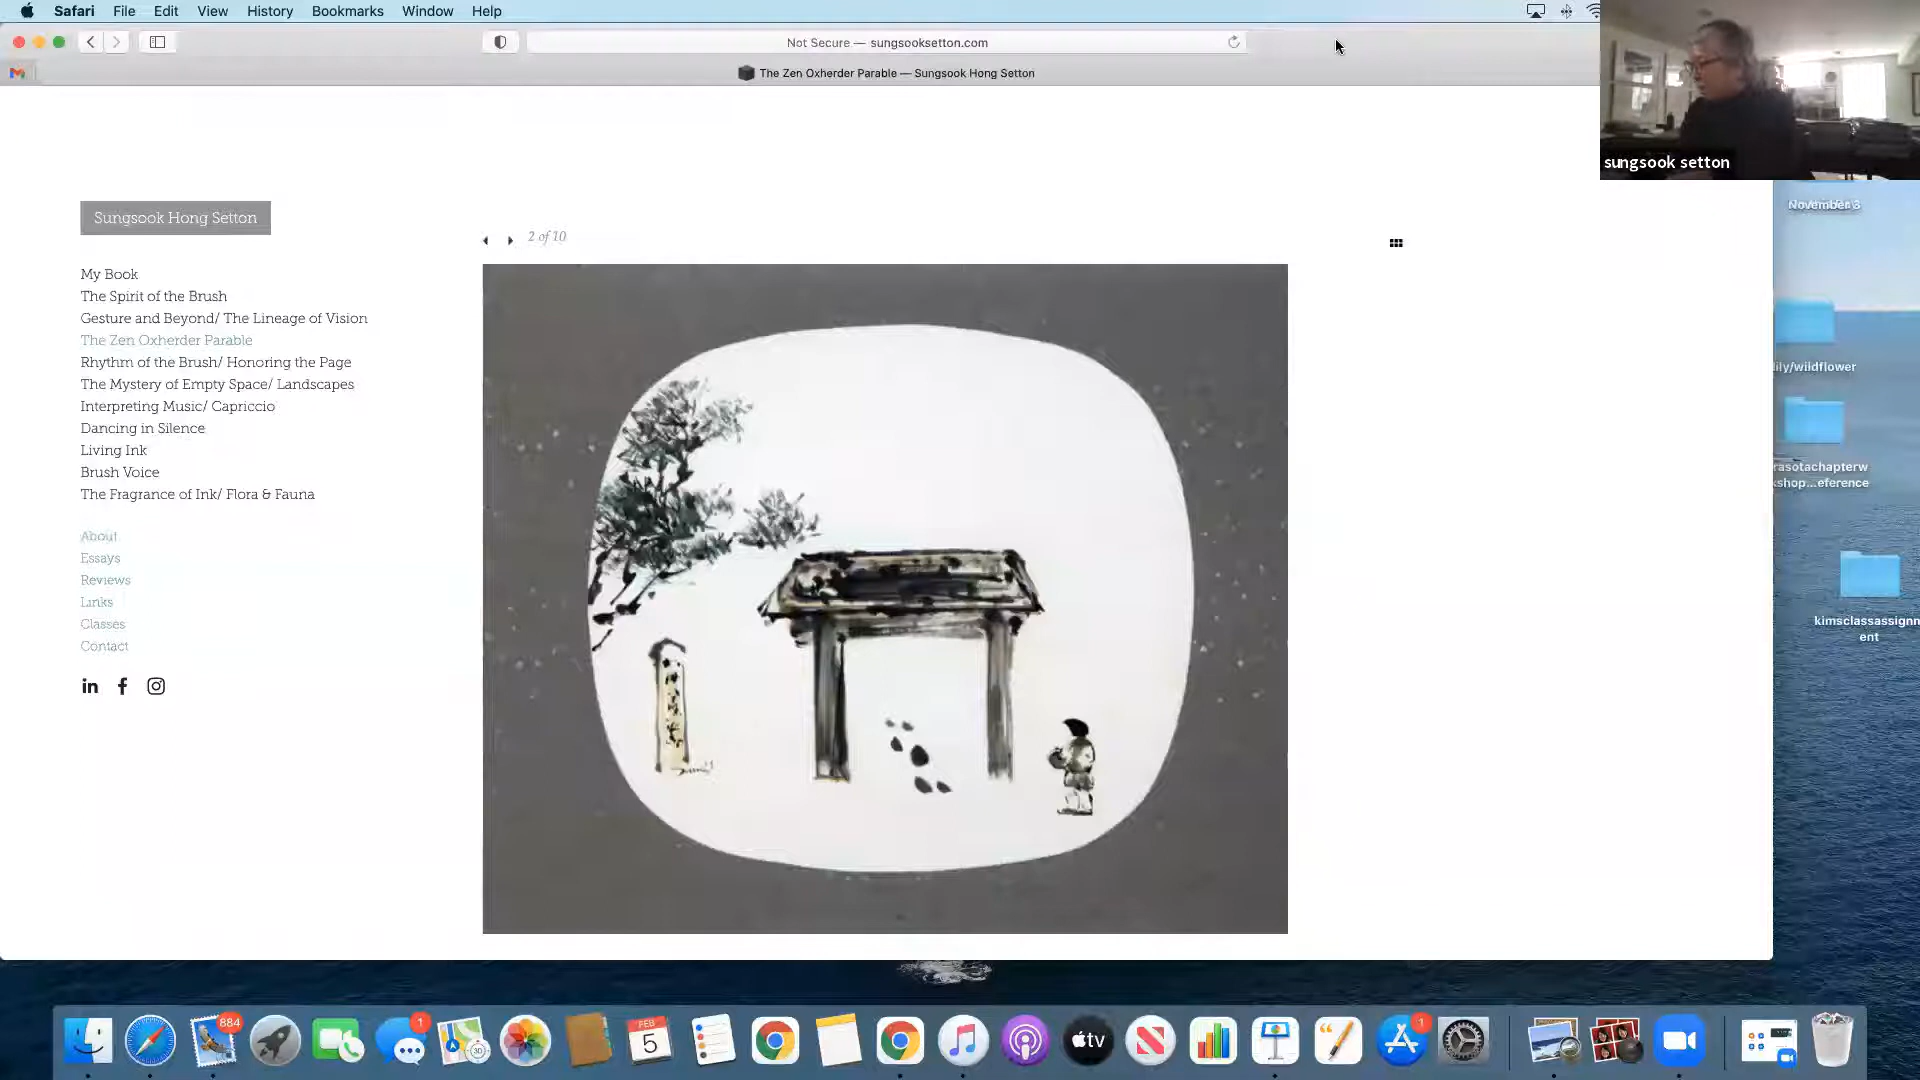 Safari File Edit View History Bookmarks Window Help
Not Secure — sungsooksetton.com
The Zen Oxherder Parable — Sungsook Hong Setton
sungsook setton
Sungsook Hong Setton
2 of 10
My Book
The Spirit of the Brush
Gesture and Beyond/ The Lineage of Vision
The Zen Oxherder Parable
Rhythm of the Brush/ Honoring the Page
The Mystery of Empty Space/ Landscapes
Interpreting Music/ Capriccio
Dancing in Silence
Living Ink
Brush Voice
The Fragrance of Ink/ Flora & Fauna
About
Essays
Reviews
Links
Classes
Contact
in f
November 3
lily/wildflower
rasotachapterw
kshop...eference
kimsclassassignm
ent
884
1
FEB
5
tv
1